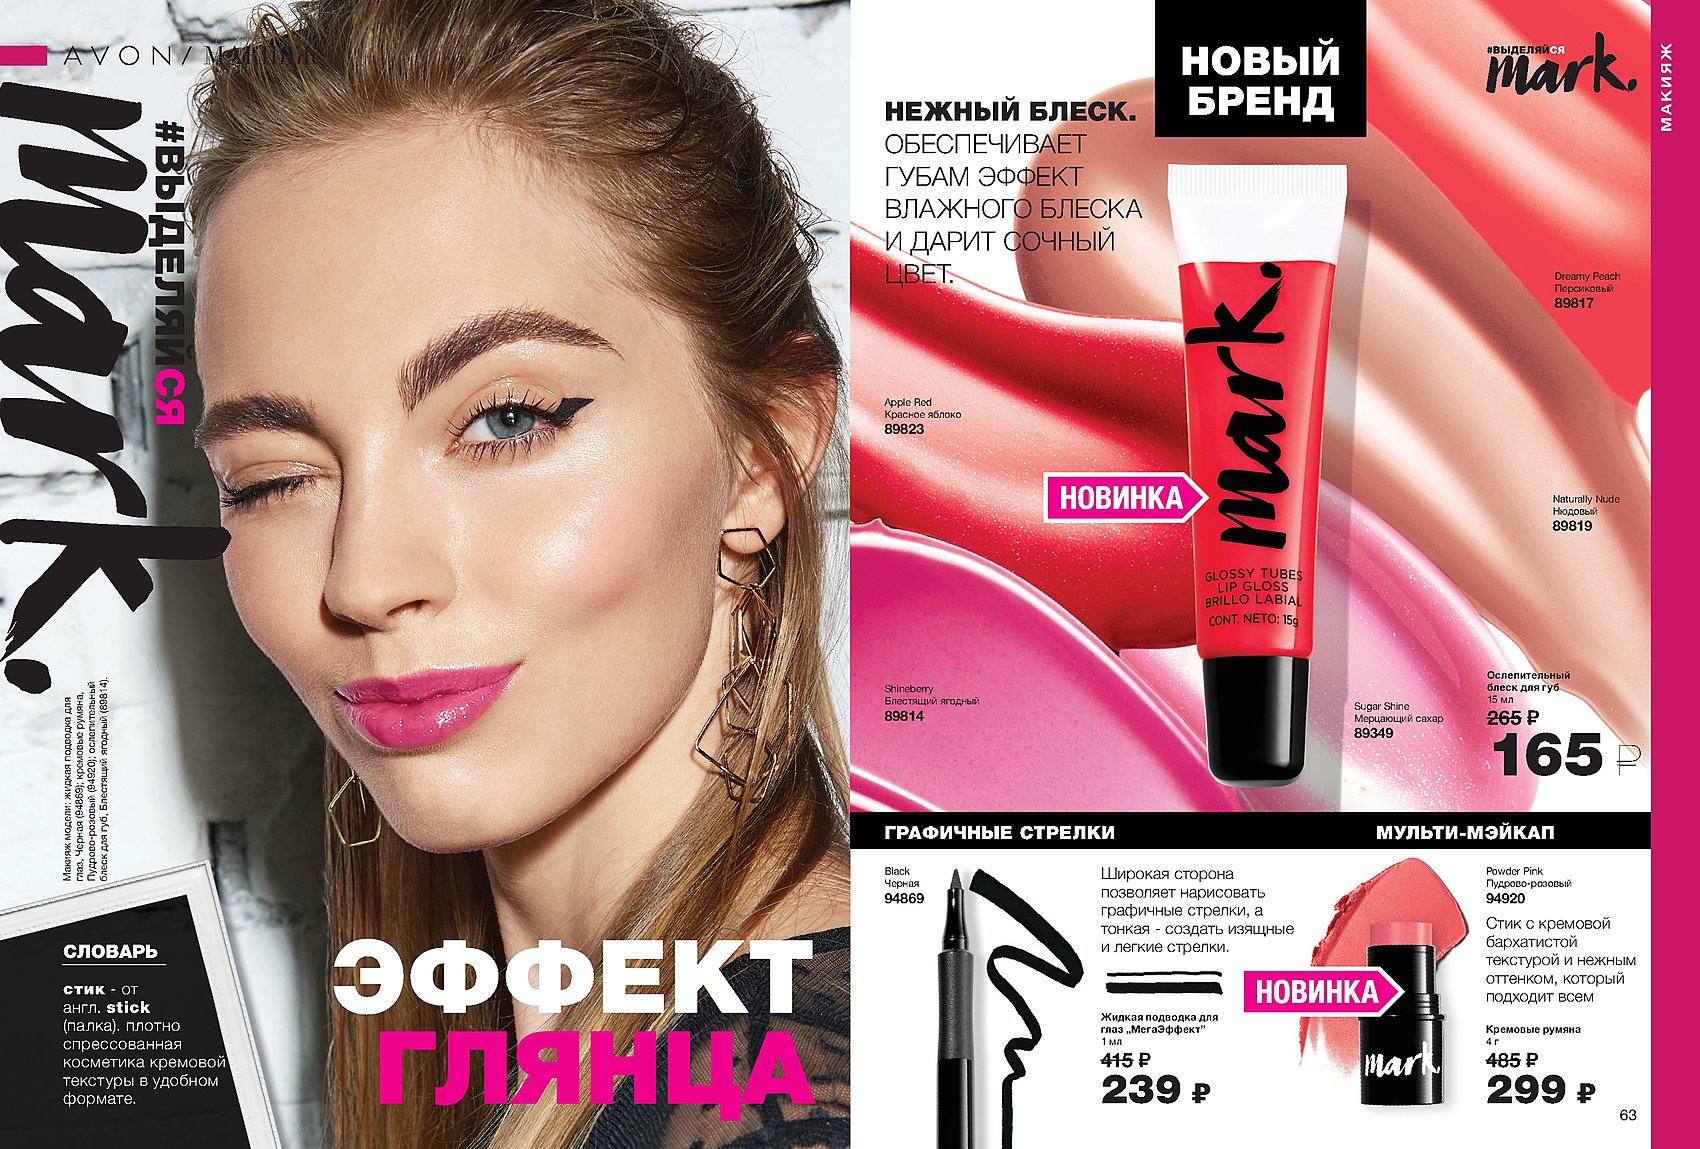 AVON / МАКИЯЖ
#ВЫДЕЛЯЙСЯ
mark.
Макияж модели: жидкая подводка для
глаз, Черная (94869); кремовые румяна,
Пудрово-розовый (94920); ослепительный
блеск для губ, Блестящий ягодный (89814).
СЛОВАРЬ
стик - от
англ. stick
(палка). плотно
спрессованная
косметика кремовой
текстуры в удобном
формате.
ЭФФЕКТ
ГЛЯНЦА
НОВЫЙ
БРЕНД
#ВЫДЕЛЯЙСЯ
mark.
МАКИЯЖ
НЕЖНЫЙ БЛЕСК.
ОБЕСПЕЧИВАЕТ
ГУБАМ ЭФФЕКТ
ВЛАЖНОГО БЛЕСКА
И ДАРИТ СОЧНЫЙ
ЦВЕТ.
Dreamy Peach
Персиковый
89817
Apple Red
Красное яблоко
89823
НОВИНКА
mark.
GLOSSY TUBES
LIP GLOSS
BRILLO LABIAL
CONT. NETO: 15g
Naturally Nude
Нюдовый
89819
Shineberry
Блестящий ягодный
89814
Sugar Shine
Мерцающий сахар
89349
Ослепительный
блеск для губ
15 мл
265 ₽
165 ₽
ГРАФИЧНЫЕ СТРЕЛКИ
Black
Черная
94869
Широкая сторона
позволяет нарисовать
графичные стрелки, а
тонкая - создать изящные
и легкие стрелки.
Жидкая подводка для
глаз „МегаЭффект"
1 мл
415 ₽
239 ₽
МУЛЬТИ-МЭЙКАП
НОВИНКА
mark.
Powder Pink
Пудрово-розовый
94920
Стик с кремовой
бархатистой
текстурой и нежным
оттенком, который
подходит всем
Кремовые румяна
4 г
485 ₽
299 ₽
63